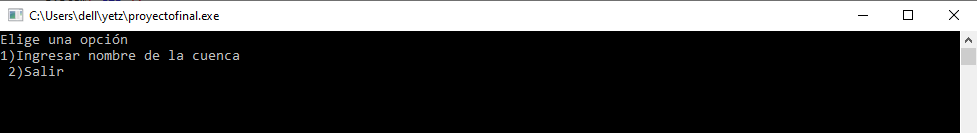 C:\Users\dell\yetz\proyectofinal.exe
Elige una opción
1)Ingresar nombre de la cuenca
 2)Salir